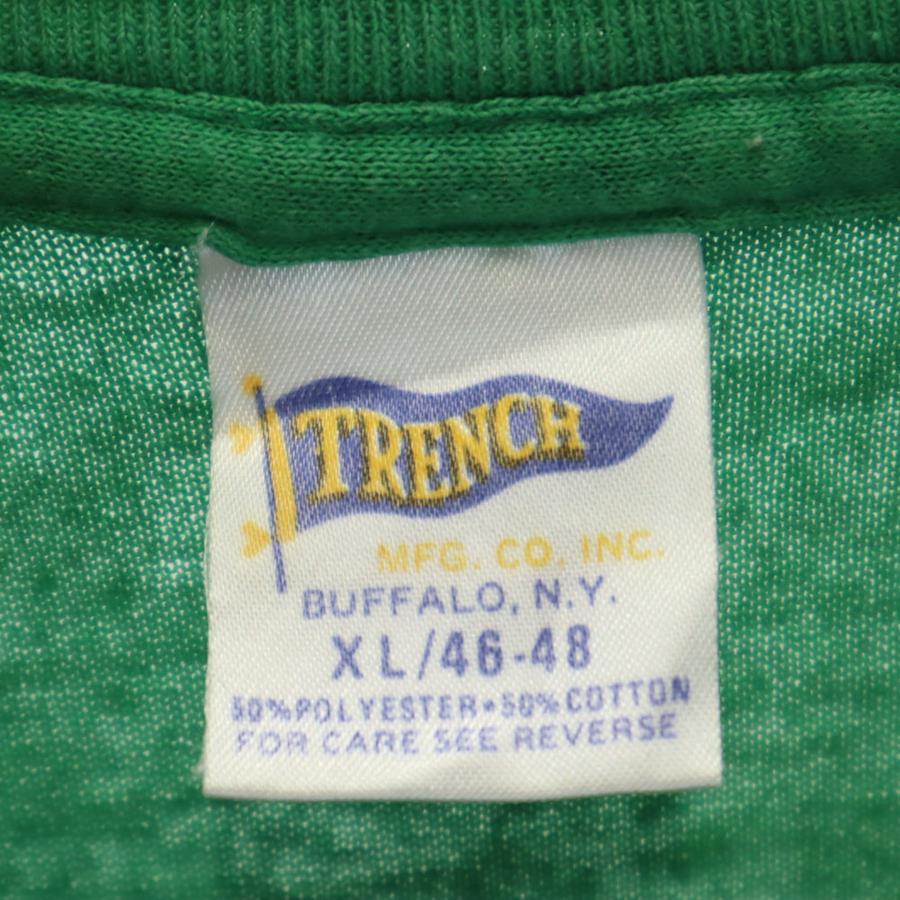 TRENCH
MFG. CO. INC.
BUFFALO, N.Y.
XL/46-48
50%POLYESTER•50%COTTON
FOR CARE SEE REVERSE